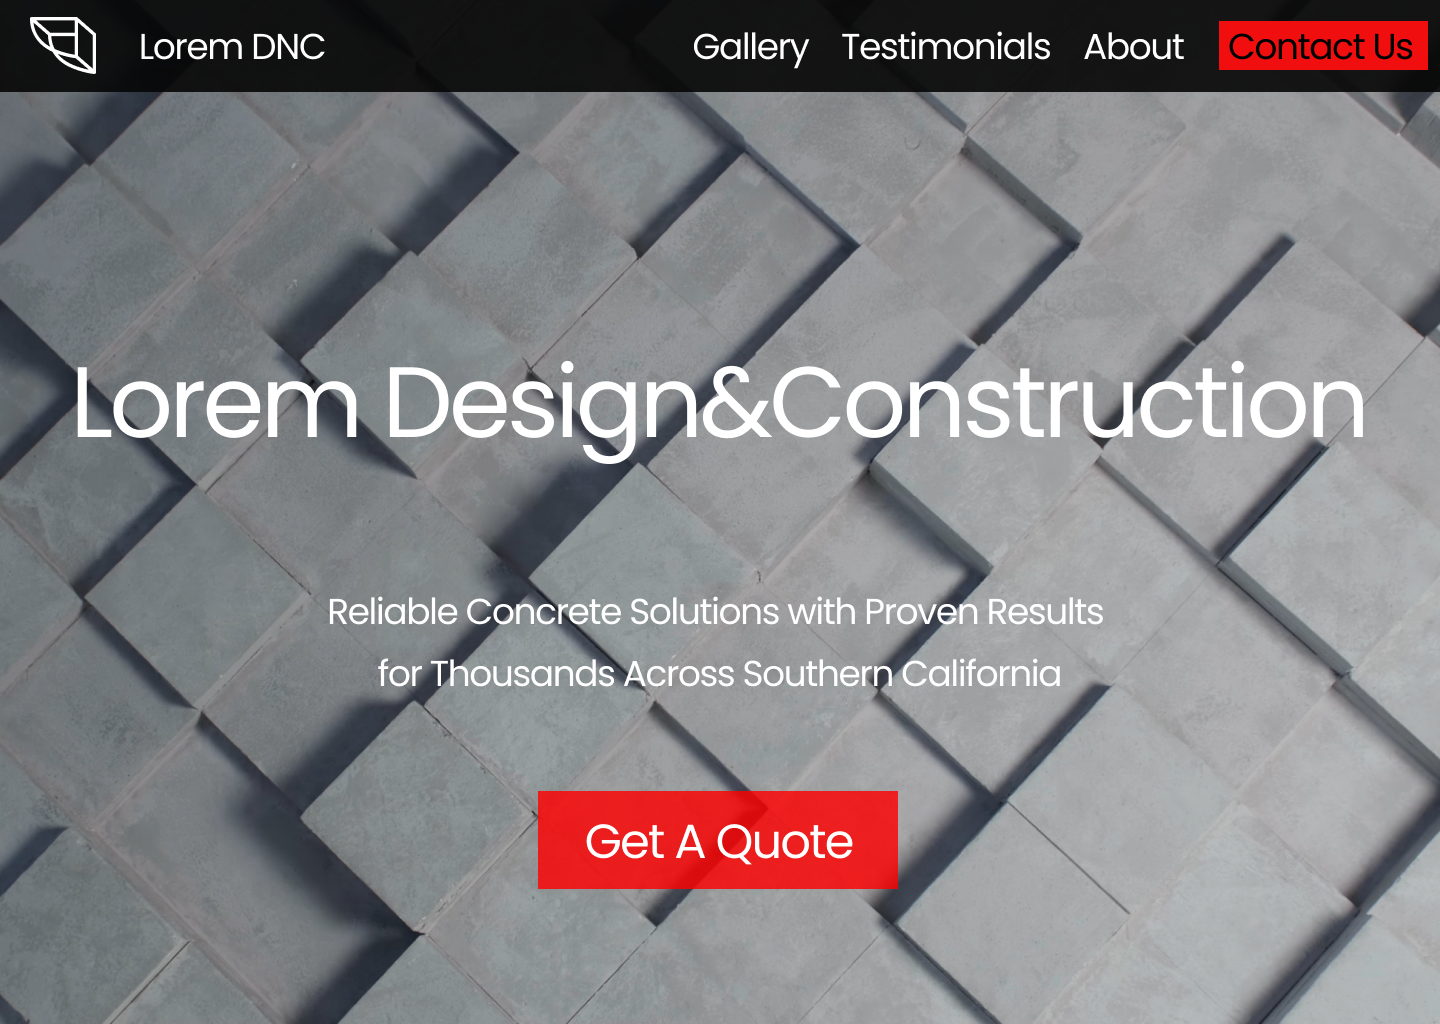 Lorem DNC
Gallery
Testimonials
About
Contact Us
Lorem Design&Construction
Reliable Concrete Solutions with Proven Results
for Thousands Across Southern California
Get A Quote